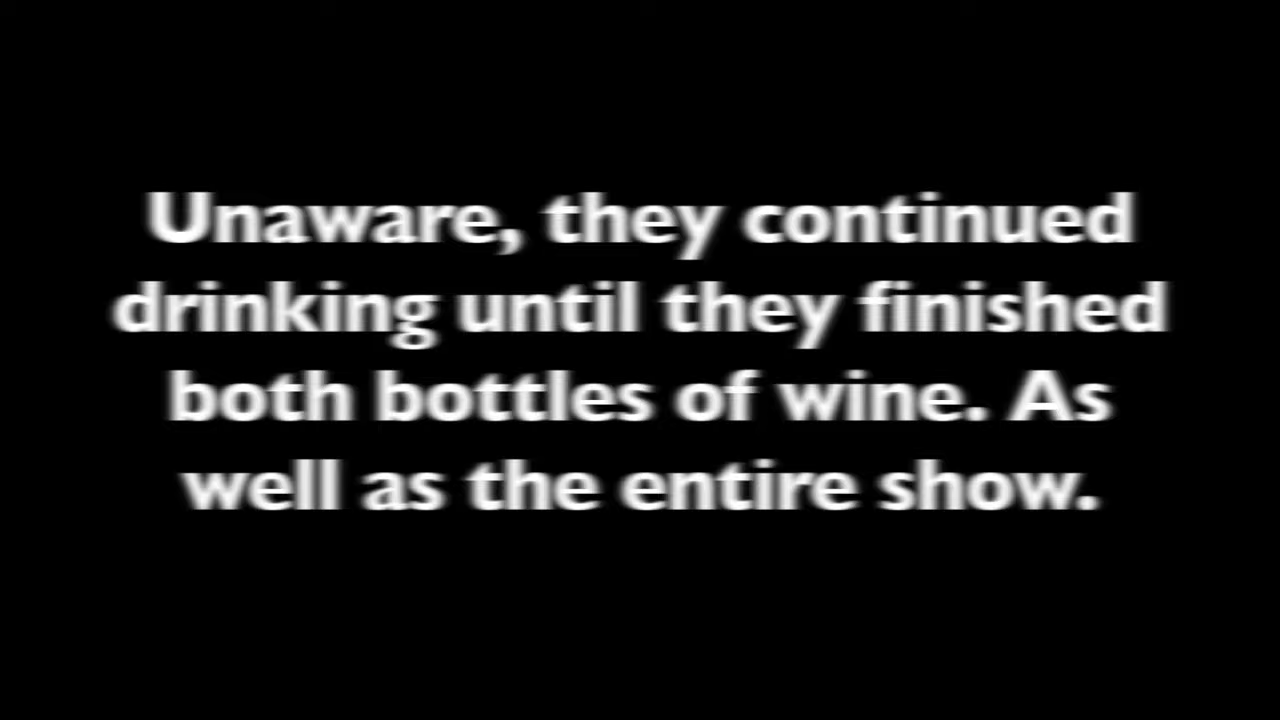 Unaware, they continued
drinking until they finished
both bottles of wine. As
well as the entire show.